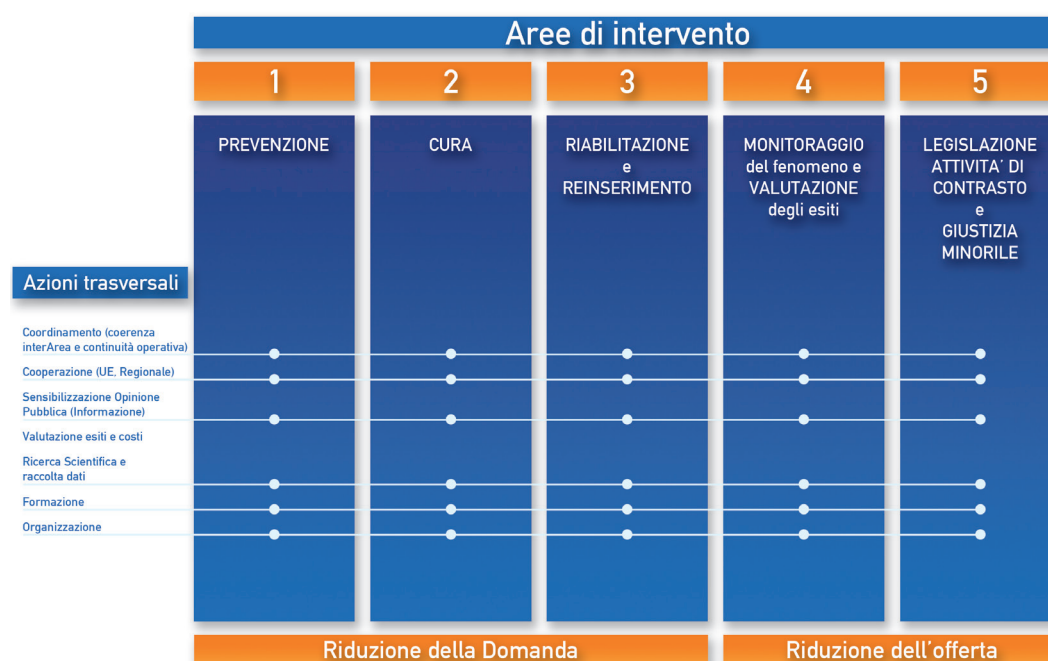 Aree di intervento
1
2
3
4
5
PREVENZIONE
CURA
RIABILITAZIONE
e
REINSERIMENTO
MONITORAGGIO
del fenomeno e
VALUTAZIONE
degli esiti
LEGISLAZIONE
ATTIVITA' DI
CONTRASTO
e
GIUSTIZIA
MINORILE
Azioni trasversali
Coordinamento (coerenza
interArea e continuità operativa)
Cooperazione (UE, Regionale)
Sensibilizzazione Opinione
Pubblica (Informazione)
Valutazione esiti e costi
Ricerca Scientifica e
raccolta dati
Formazione
Organizzazione
Riduzione della Domanda
Riduzione dell'offerta